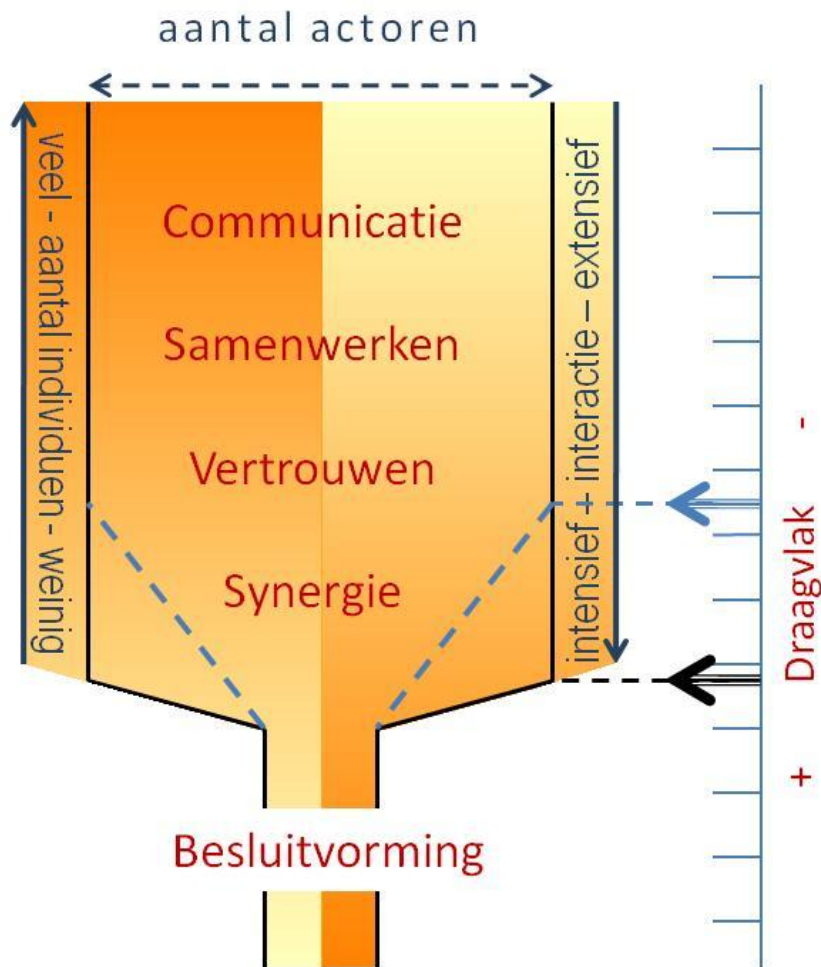 aantal actoren
veel - aantal individuen - weinig
Communicatie
Samenwerken
Vertrouwen
Synergie
intensief + interactie – extensief
-
Draagvlak
+
Besluitvorming